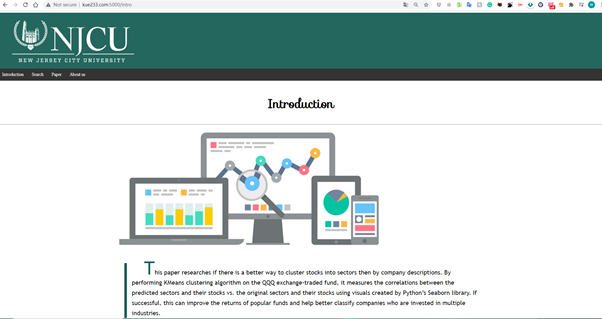 Not secure | kue233.com:5000/intro
NJCU
NEW JERSEY CITY UNIVERSITY
Introduction Search Paper About us
Introduction
This paper researches if there is a better way to cluster stocks into sectors then by company descriptions. By
performing KMeans clustering algorithm on the QQQ exchange-traded fund, it measures the correlations between the
predicted sectors and their stocks vs. the original sectors and their stocks using visuals created by Python's Seaborn library. If
successful, this can improve the returns of popular funds and help better classify companies who are invested in multiple
industries.